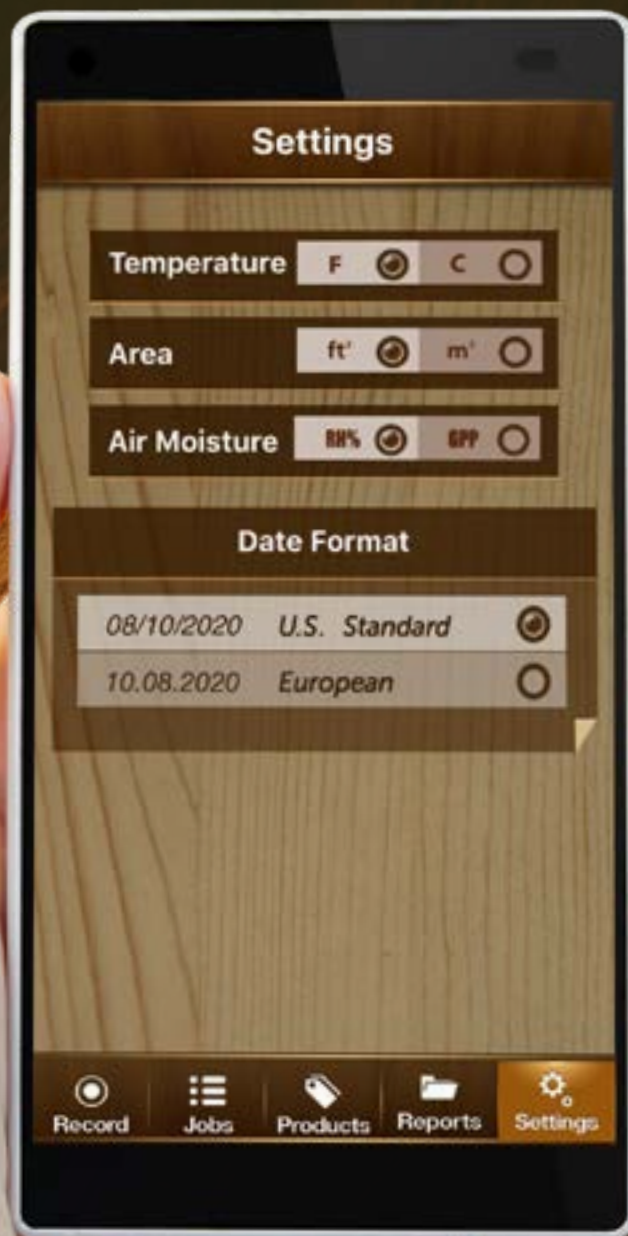 Settings
Temperature F C
Area ft² m²
Air Moisture RH% GPP
Date Format
08/10/2020 U.S. Standard
10.08.2020 European
Record Jobs Products Reports Settings